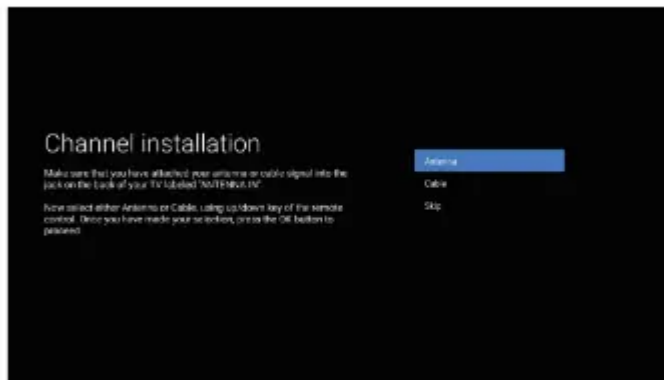 Channel installation
Make sure that you have attached your antenna or cable signal into the
jack on the back of your TV labeled "ANTENNA IN".
Now select either Antenna or Cable, using up/down key of the remote
control. Once you have made your selection, press the OK button to
proceed
Antenna
Cable
Skip